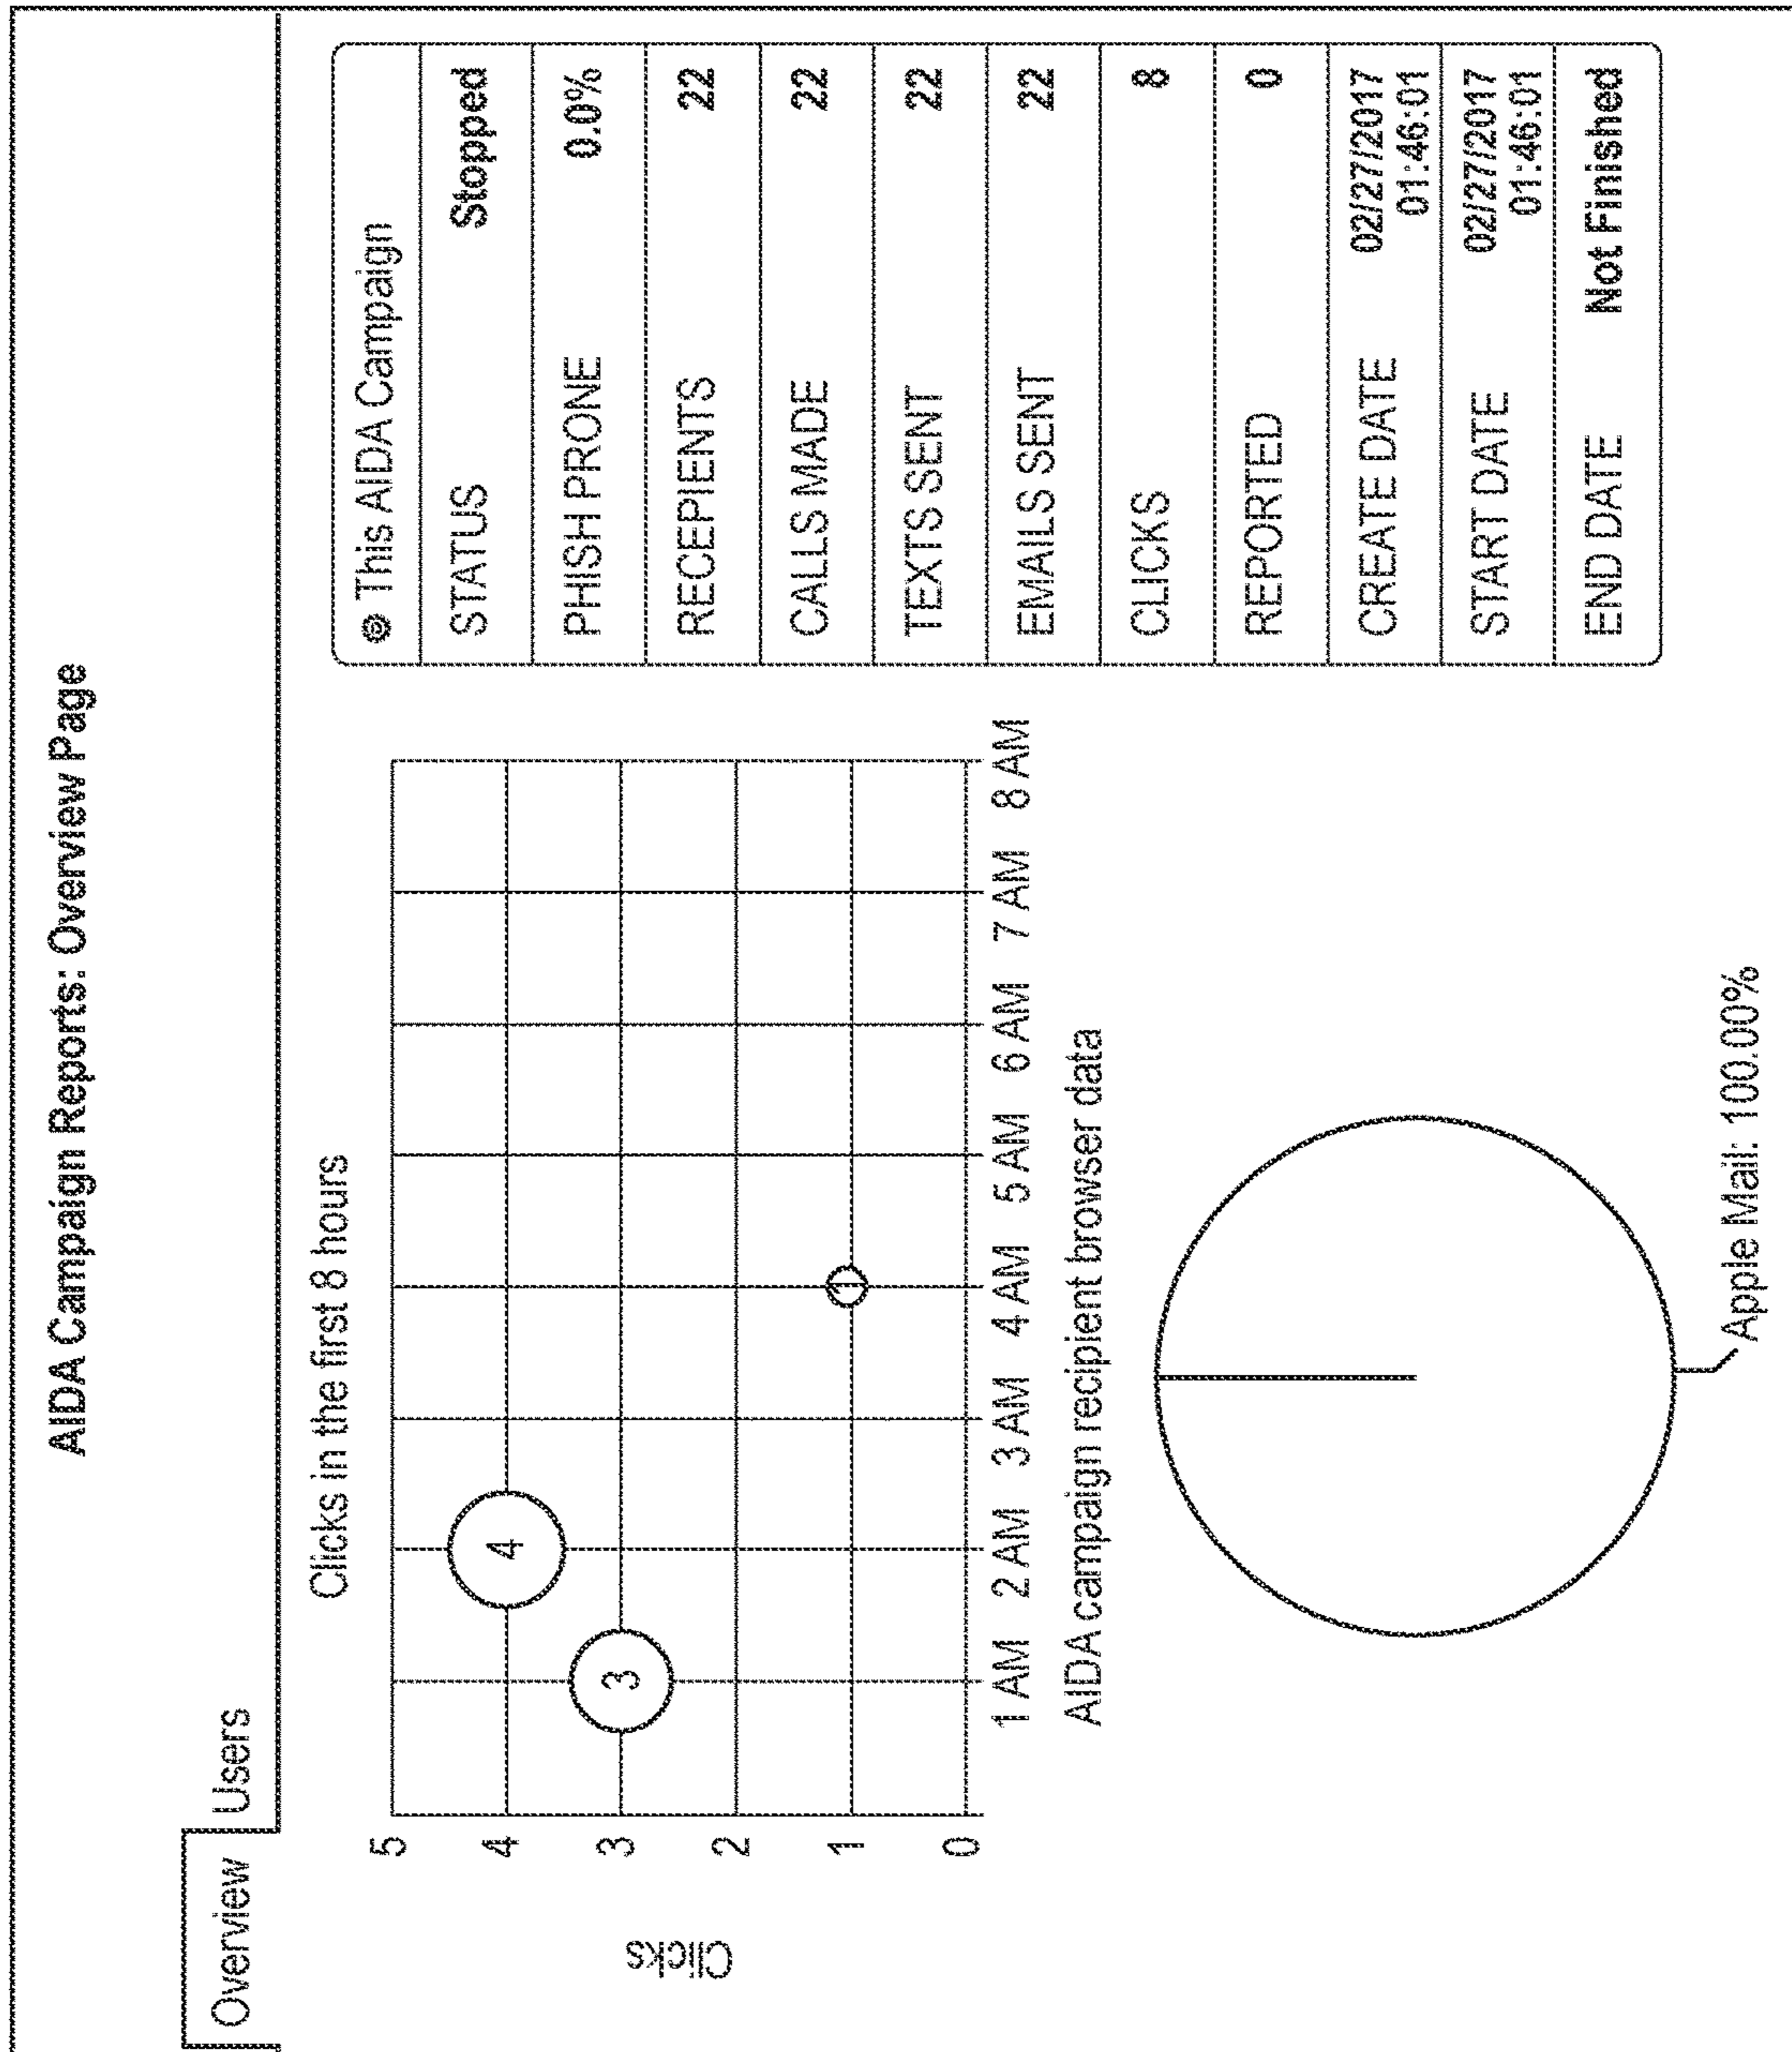 AIDA Campaign Reports: Overview Page
Overview Users
Clicks in the first 8 hours
Clicks
5
4
3
2
1
0
4
3
1
1 AM 2 AM 3 AM 4 AM 5 AM 6 AM 7 AM 8 AM
AIDA campaign recipient browser data
Apple Mail: 100.00%
This AIDA Campaign
STATUS Stopped
PHISH PRONE 0.0%
RECEPIENTS 22
CALLS MADE 22
TEXTS SENT 22
EMAILS SENT 22
CLICKS 8
REPORTED 0
CREATE DATE 02/27/2017
01:46:01
START DATE 02/27/2017
01:46:01
END DATE Not Finished